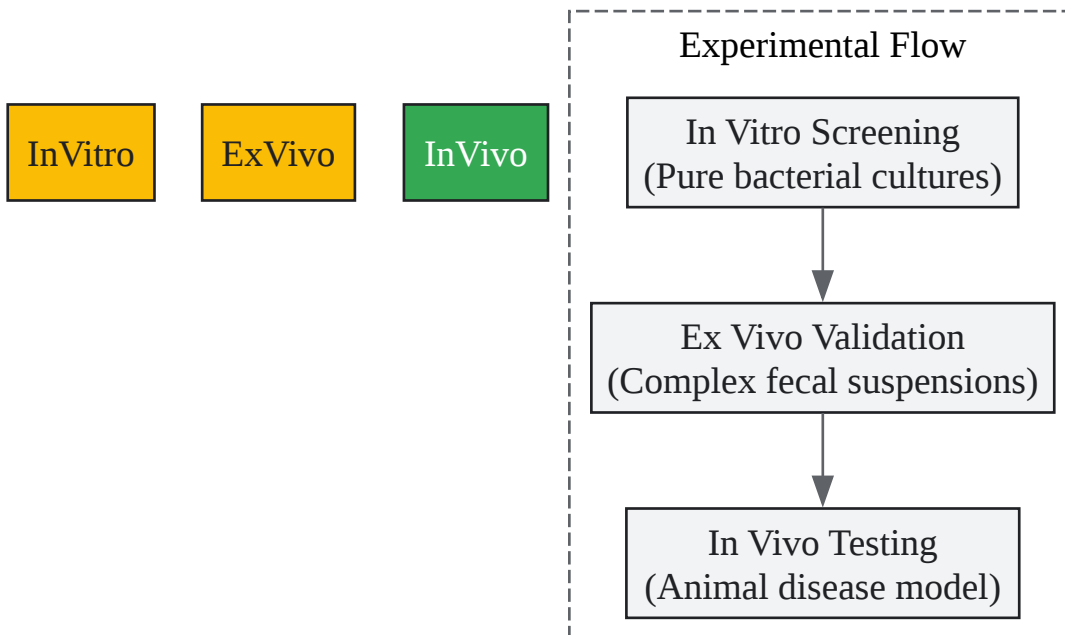 Experimental Flow
InVitro
ExVivo
InVivo
In Vitro Screening
(Pure bacterial cultures)
Ex Vivo Validation
(Complex fecal suspensions)
In Vivo Testing
(Animal disease model)